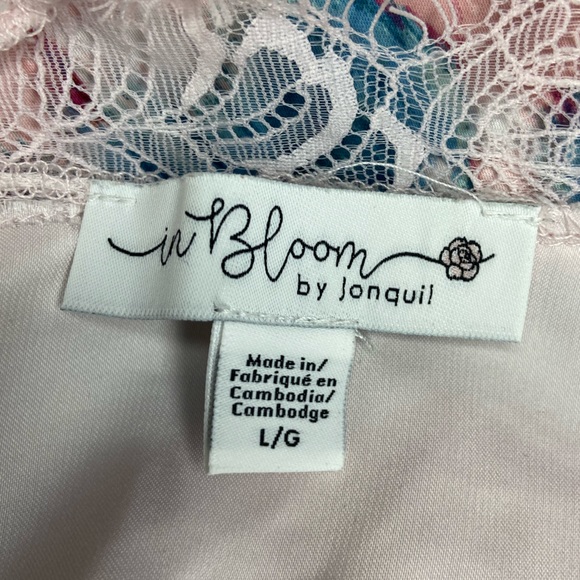 in Bloom
by Jonquil
Made in/
Fabriqué en
Cambodia/
Cambodge
L/G